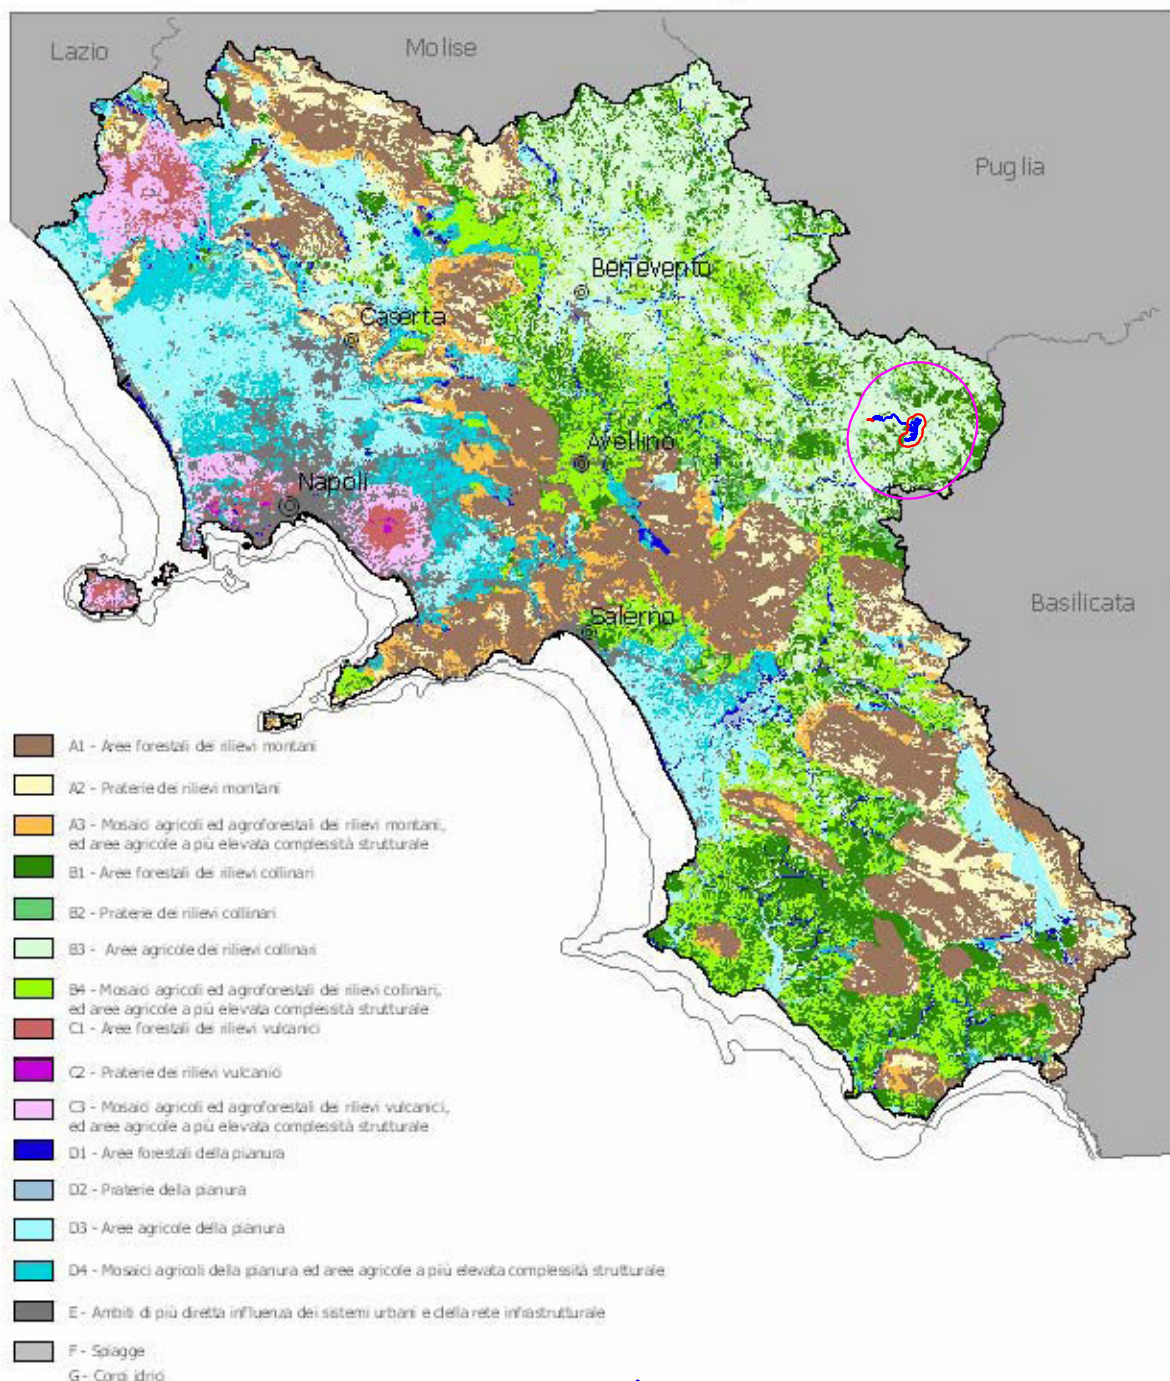 Lazio
Molise
Puglia
Benevento
Caserta
Avellino
Napoli
Salerno
Basilicata
A1 - Aree forestali dei rilievi montani
A2 - Praterie dei rilievi montani
A3 - Mosaici agricoli ed agroforestali dei rilievi montani,
ed aree agricole a più elevata complessità strutturale
B1 - Aree forestali dei rilievi collinari
B2 - Praterie dei rilievi collinari
B3 - Aree agricole dei rilievi collinari
B4 - Mosaici agricoli ed agroforestali dei rilievi collinari,
ed aree agricole a più elevata complessità strutturale
C1 - Aree forestali dei rilievi vulcanici
C2 - Praterie dei rilievi vulcanici
C3 - Mosaici agricoli ed agroforestali dei rilievi vulcanici,
ed aree agricole a più elevata complessità strutturale
D1 - Aree forestali della pianura
D2 - Praterie della pianura
D3 - Aree agricole della pianura
D4 - Mosaici agricoli della pianura ed aree agricole a più elevata complessità strutturale
E - Ambiti di più diretta influenza dei sistemi urbani e della rete infrastrutturale
F - Spiagge
G - Corpi idrici